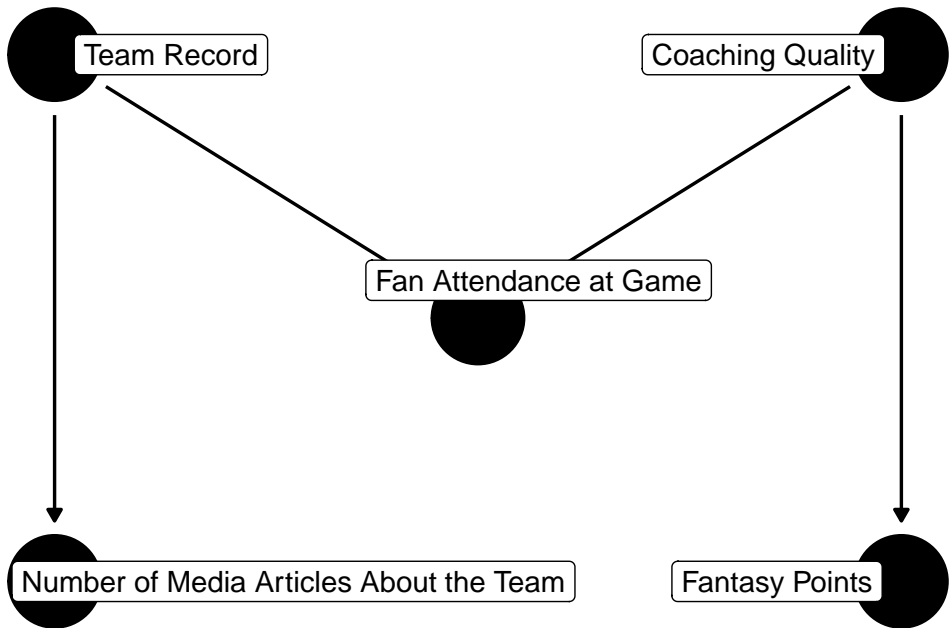 Team Record
Coaching Quality
Fan Attendance at Game
Number of Media Articles About the Team
Fantasy Points